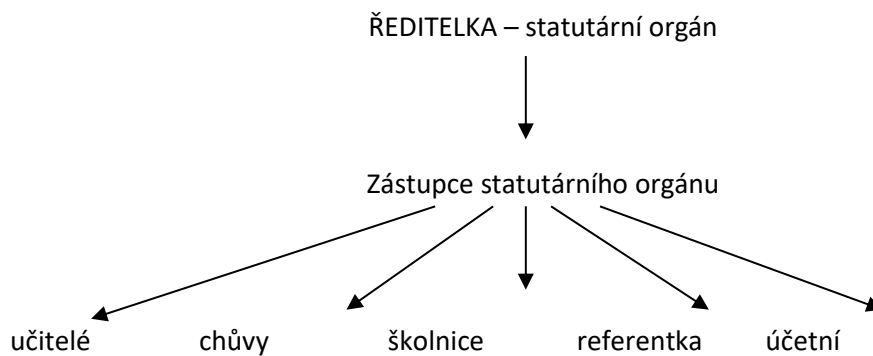 ŘEDITELKA – statutární orgán
Zástupce statutárního orgánu
učitelé chůvy školnice referentka účetní